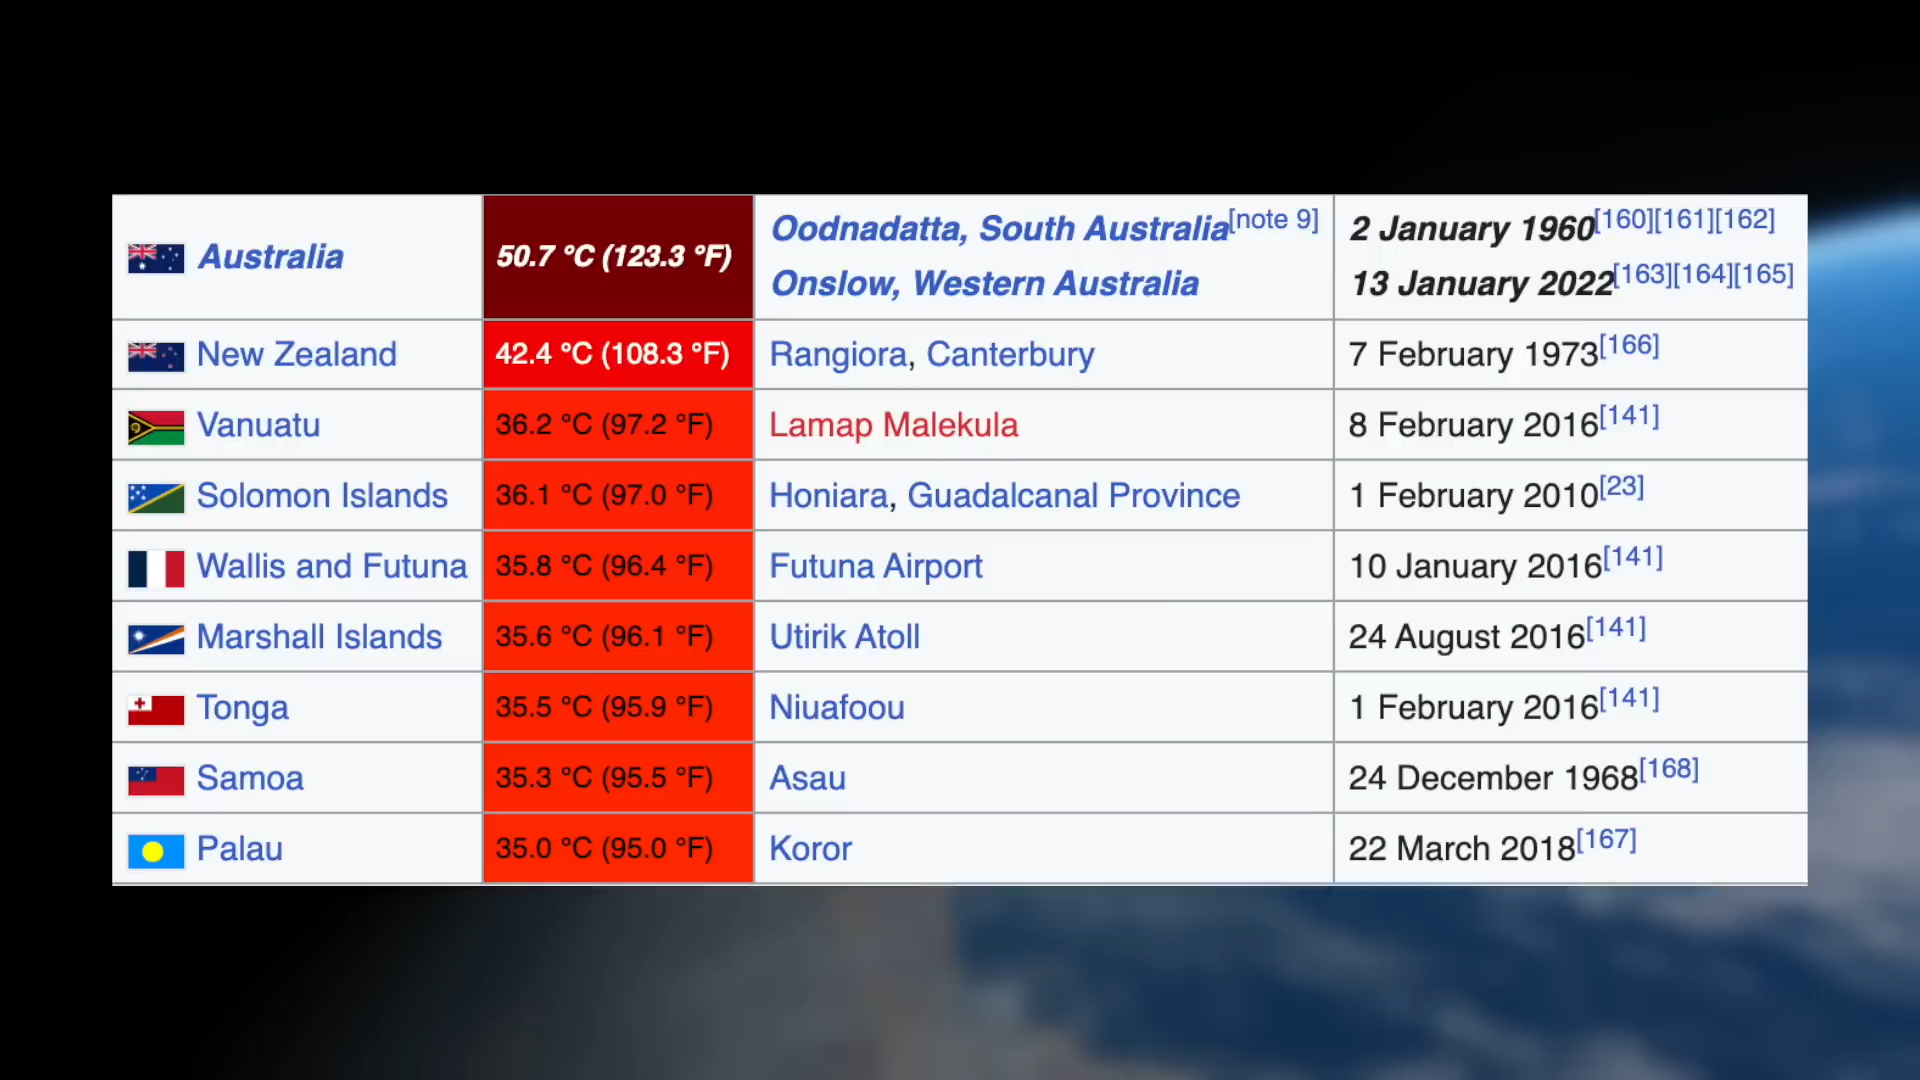 Australia 50.7 °C (123.3 °F) Oodnadatta, South Australia[note 9] 2 January 1960[160][161][162]
Onslow, Western Australia 13 January 2022[163][164][165]
New Zealand 42.4 °C (108.3 °F) Rangiora, Canterbury 7 February 1973[166]
Vanuatu 36.2 °C (97.2 °F) Lamap Malekula 8 February 2016[141]
Solomon Islands 36.1 °C (97.0 °F) Honiara, Guadalcanal Province 1 February 2010[23]
Wallis and Futuna 35.8 °C (96.4 °F) Futuna Airport 10 January 2016[141]
Marshall Islands 35.6 °C (96.1 °F) Utirik Atoll 24 August 2016[141]
Tonga 35.5 °C (95.9 °F) Niuafoou 1 February 2016[141]
Samoa 35.3 °C (95.5 °F) Asau 24 December 1968[168]
Palau 35.0 °C (95.0 °F) Koror 22 March 2018[167]